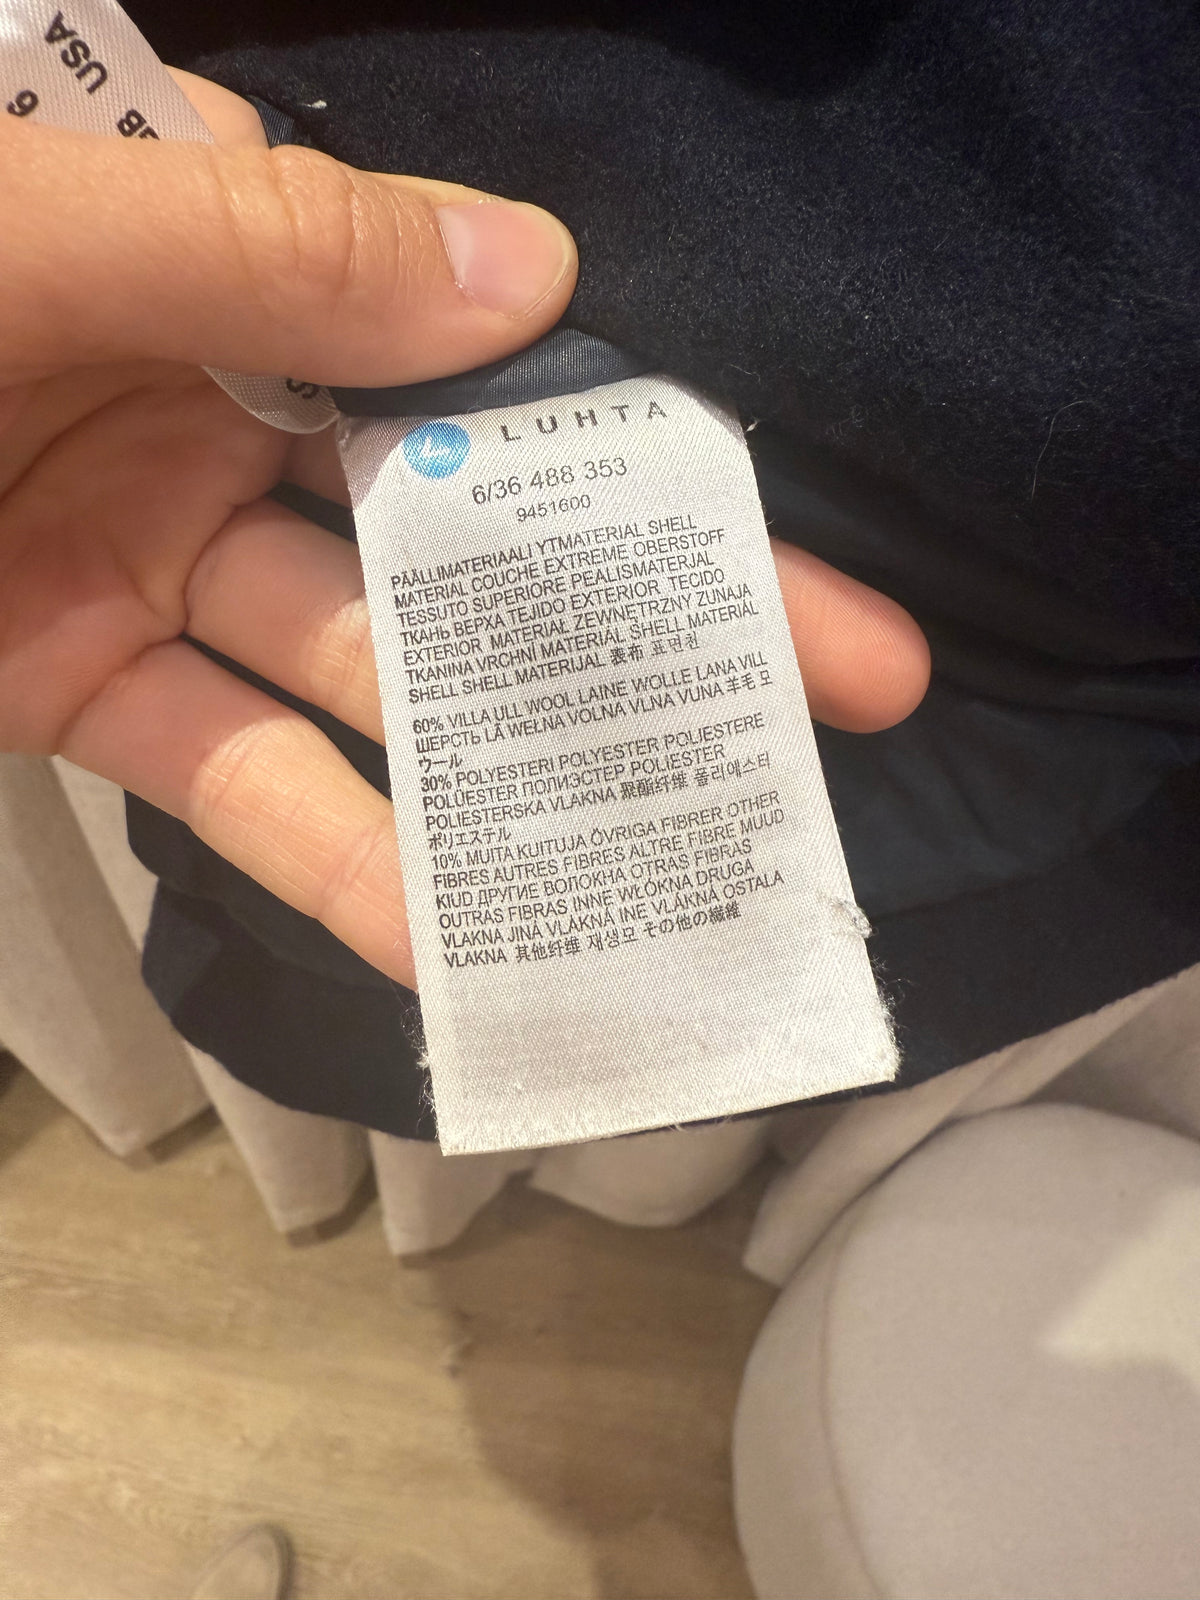 USA
6
GB
LUHTA
6/36 488 353
9451600
PÄÄLLIMATERIAALI YTMATERIAL SHELL
MATERIAL COUCHE EXTREME OBERSTOFF
TESSUTO SUPERIORE PEALISMATERJAL
ТКАНЬ ВЕРХА TEJIDO EXTERIOR TECIDO
EXTERIOR MATERIAŁ ZEWNĘTRZNY ZUNAJA
TKANINA VRCHNÍ MATERIÁL SHELL MATERIÁL
SHELL SHELL MATERIJAL 表布 표면천
60% VILLA ULL WOOL LAINE WOLLE LANA VILL
ШЕРСТЬ LÃ WEŁNA VOLNA VLNA VUNA 羊毛 모
ウール
30% POLYESTERI POLYESTER POLIESTERE
POLÜESTER ПОЛИЭСТЕР POLIESTER
POLIESTERSKA VLAKNA 聚酯纤维 폴리에스터
ポリエステル
10% MUITA KUITUJA ÖVRIGA FIBRER OTHER
FIBRES AUTRES FIBRES ALTRE FIBRE MUUD
KIUD ДРУГИЕ ВОЛОКНА OTRAS FIBRAS
OUTRAS FIBRAS INNE WŁÓKNA DRUGA
VLAKNA JINÁ VLÁKNA INÉ VLÁKNA OSTALA
VLAKNA 其他纤维 재생모 その他の繊維